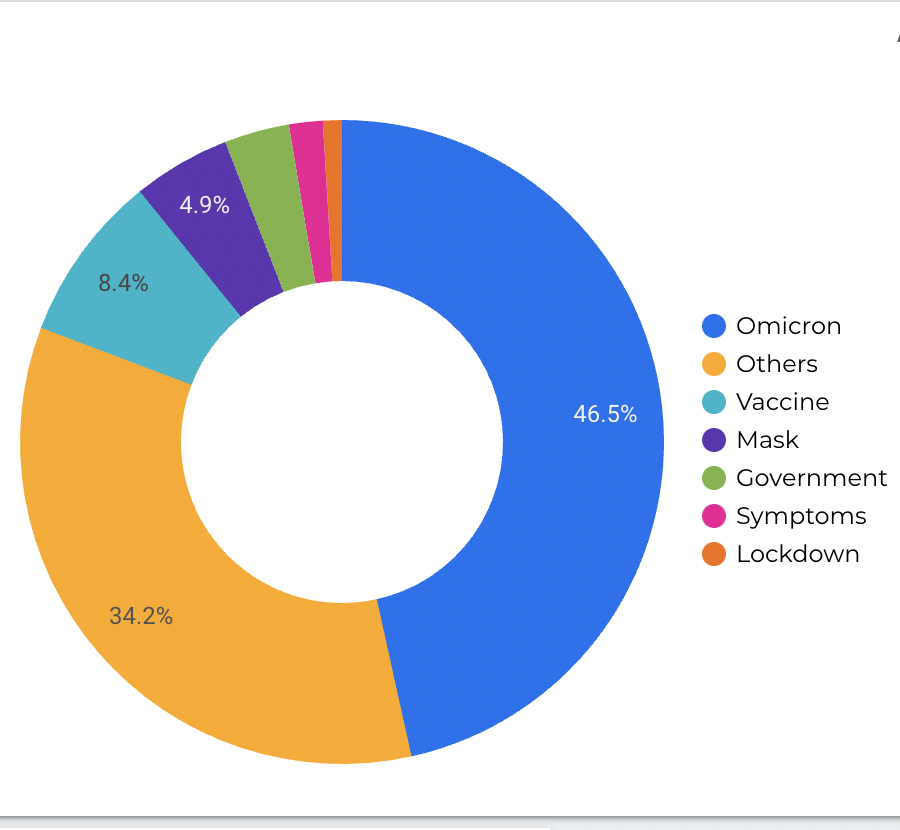 4.9%
8.4%
46.5%
34.2%
Omicron
Others
Vaccine
Mask
Government
Symptoms
Lockdown